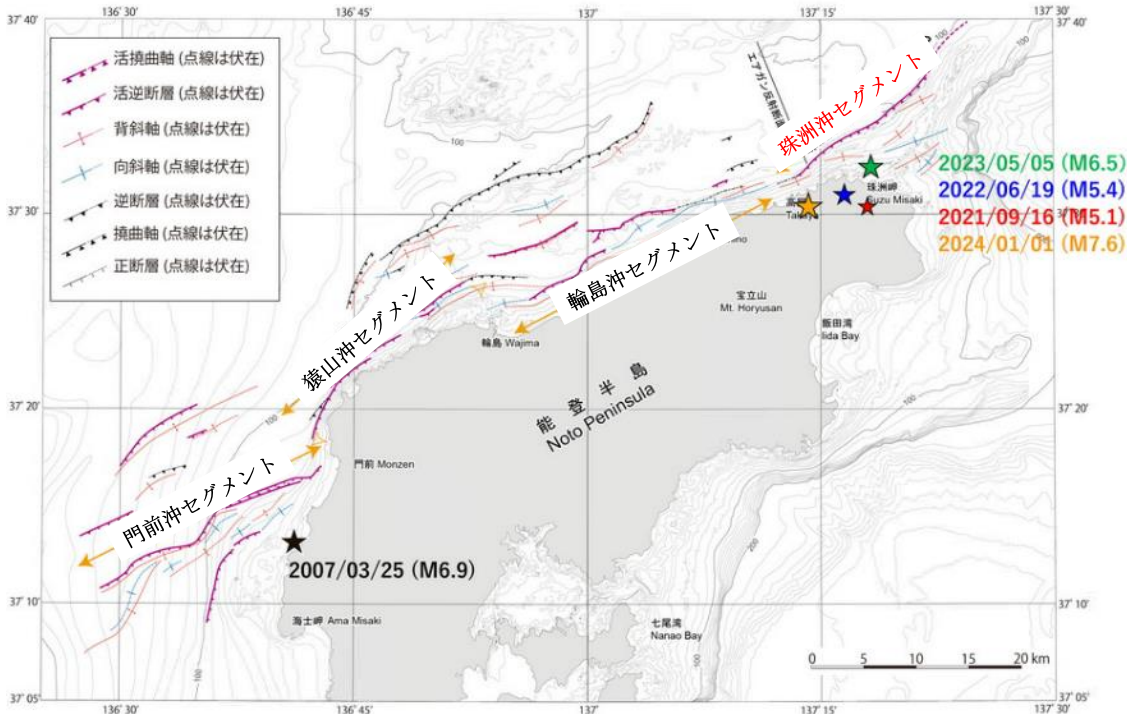 136˚ 30'
136˚ 45'
137˚
137˚ 15'
137˚ 30'
37˚ 40'
37˚ 40'
活撓曲軸 (点線は伏在)
活逆断層 (点線は伏在)
背斜軸 (点線は伏在)
向斜軸 (点線は伏在)
逆断層 (点線は伏在)
撓曲軸 (点線は伏在)
正断層 (点線は伏在)
エアガン反射断面
珠洲沖セグメント
100
100
100
2023/05/05 (M6.5)
2022/06/19 (M5.4)
2021/09/16 (M5.1)
2024/01/01 (M7.6)
珠洲岬
Suzu Misaki
37˚ 30'
37˚ 30'
輪島沖セグメント
猿山沖セグメント
宝立山
Mt. Horyusan
飯田湾
Iida Bay
輪島 Wajima
能登半島
Noto Peninsula
37˚ 20'
37˚ 20'
100
100
門前沖セグメント
門前 Monzen
200
2007/03/25 (M6.9)
37˚ 10'
37˚ 10'
海士岬 Ama Misaki
七尾湾
Nanao Bay
100
100
0 5 10 15 20 km
37˚ 05'
37˚ 05'
136˚ 30'
136˚ 45'
137˚
137˚ 15'
137˚ 30'